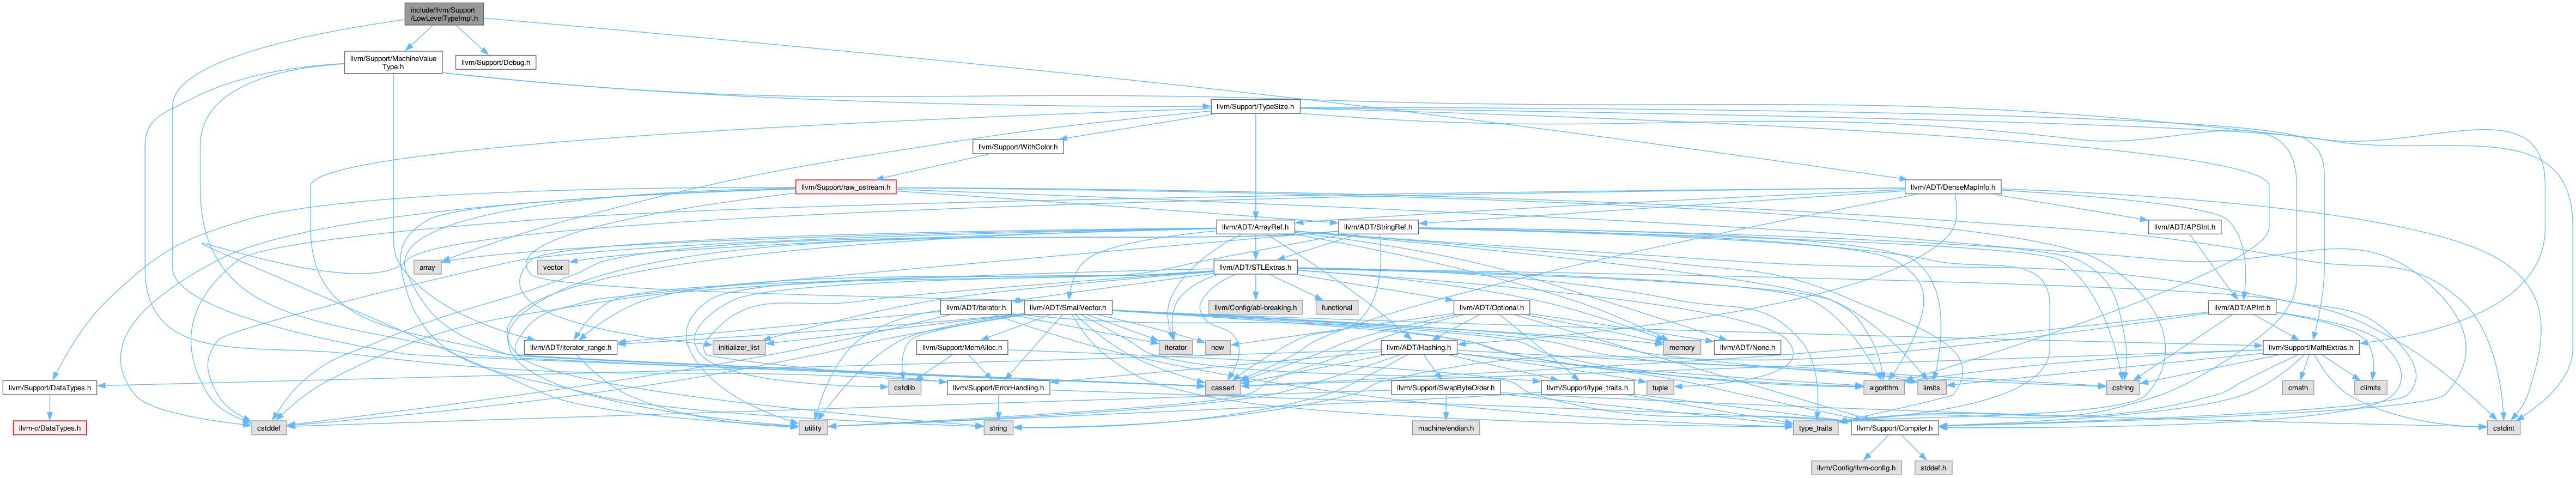 include/llvm/Support
/LowLevelTypeImpl.h
llvm/Support/MachineValue
Type.h
llvm/Support/Debug.h
llvm/Support/TypeSize.h
llvm/Support/WithColor.h
llvm/Support/raw_ostream.h
llvm/ADT/DenseMapInfo.h
llvm/ADT/ArrayRef.h
llvm/ADT/StringRef.h
llvm/ADT/APSInt.h
array
vector
llvm/ADT/STLExtras.h
llvm/ADT/iterator.h
llvm/ADT/SmallVector.h
llvm/Config/abi-breaking.h
functional
llvm/ADT/Optional.h
llvm/ADT/APInt.h
llvm/ADT/iterator_range.h
initializer_list
llvm/Support/MemAlloc.h
iterator
new
llvm/ADT/Hashing.h
memory
llvm/ADT/None.h
llvm/Support/MathExtras.h
llvm/Support/DataTypes.h
cstdlib
llvm/Support/ErrorHandling.h
cassert
llvm/Support/SwapByteOrder.h
llvm/Support/type_traits.h
tuple
algorithm
limits
cstring
cmath
climits
llvm-c/DataTypes.h
cstddef
utility
string
machine/endian.h
type_traits
llvm/Support/Compiler.h
cstdint
llvm/Config/llvm-config.h
stddef.h